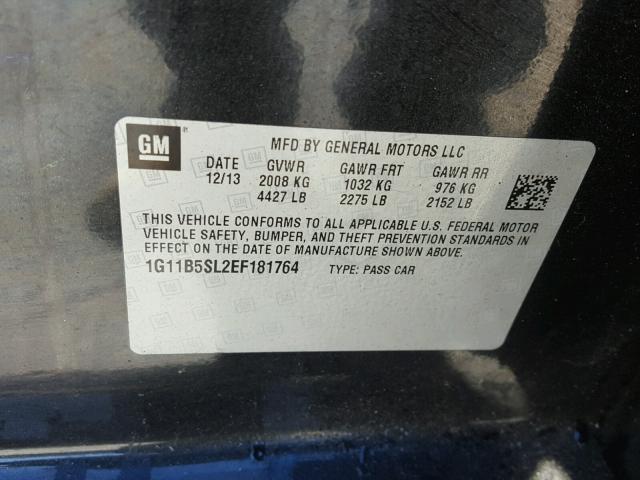 GM
MFD BY GENERAL MOTORS LLC
DATE GVWR GAWR FRT GAWR RR
12/13 2008 KG 1032 KG 976 KG
4427 LB 2275 LB 2152 LB
THIS VEHICLE CONFORMS TO ALL APPLICABLE U.S. FEDERAL MOTOR
VEHICLE SAFETY, BUMPER, AND THEFT PREVENTION STANDARDS
IN EFFECT ON THE DATE OF MANUFACTURE SHOWN ABOVE.
1G11B5SL2EF181764 TYPE: PASS CAR